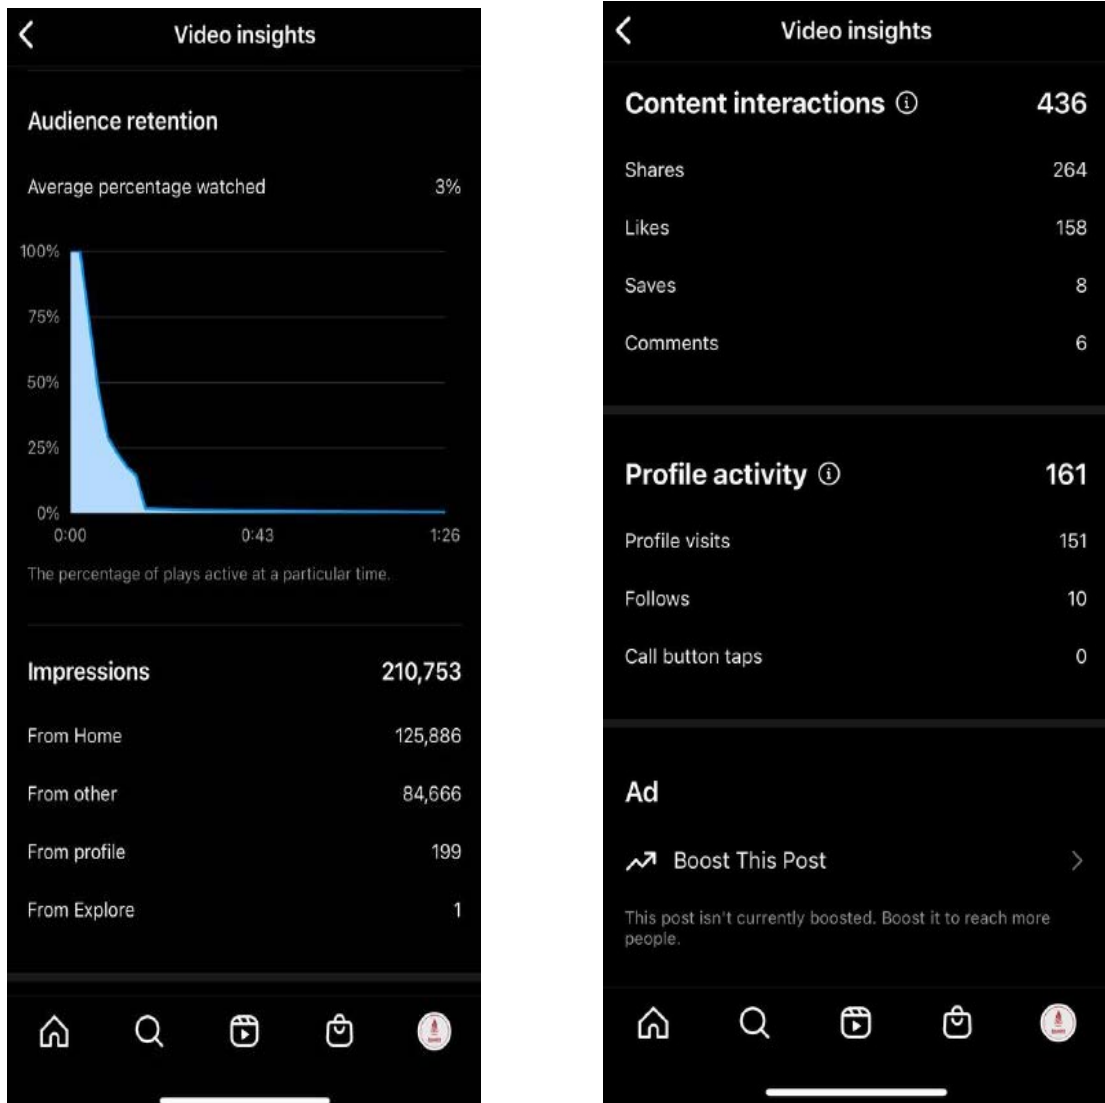 Video insights
Audience retention
Average percentage watched 3%
100%
75%
50%
25%
0%
0:00 0:43 1:26
The percentage of plays active at a particular time.
Impressions 210,753
From Home 125,886
From other 84,666
From profile 199
From Explore 1
Video insights
Content interactions 436
Shares 264
Likes 158
Saves 8
Comments 6
Profile activity 161
Profile visits 151
Follows 10
Call button taps 0
Ad
Boost This Post
This post isn't currently boosted. Boost it to reach more
people.